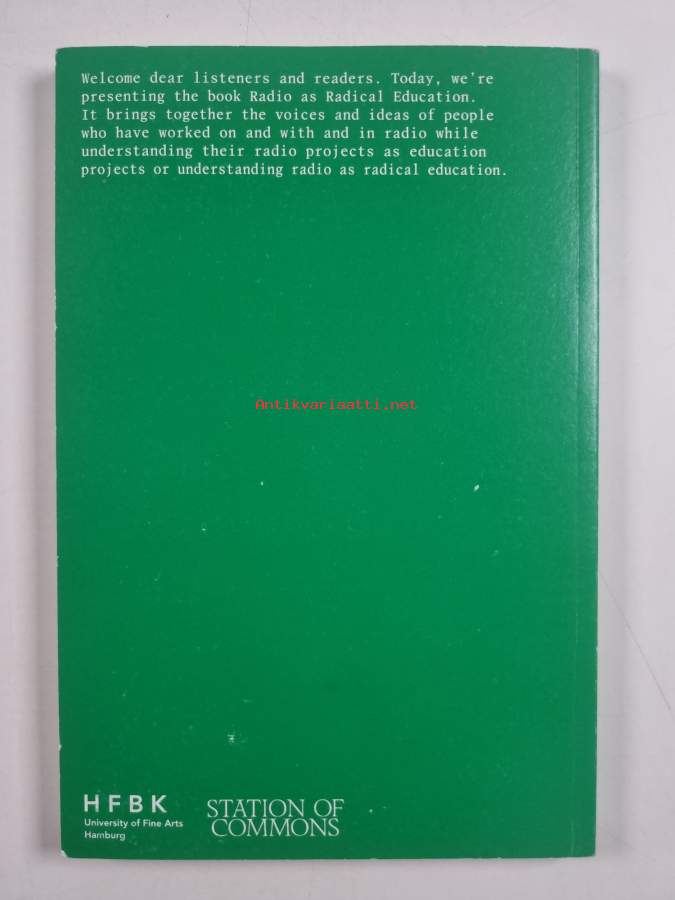 Welcome dear listeners and readers. Today, we're
presenting the book Radio as Radical Education.
It brings together the voices and ideas of people
who have worked on and with and in radio while
understanding their radio projects as education
projects or understanding radio as radical education.
Antikvariaatti.net
HFBK
University of Fine Arts
Hamburg
STATION OF
COMMONS